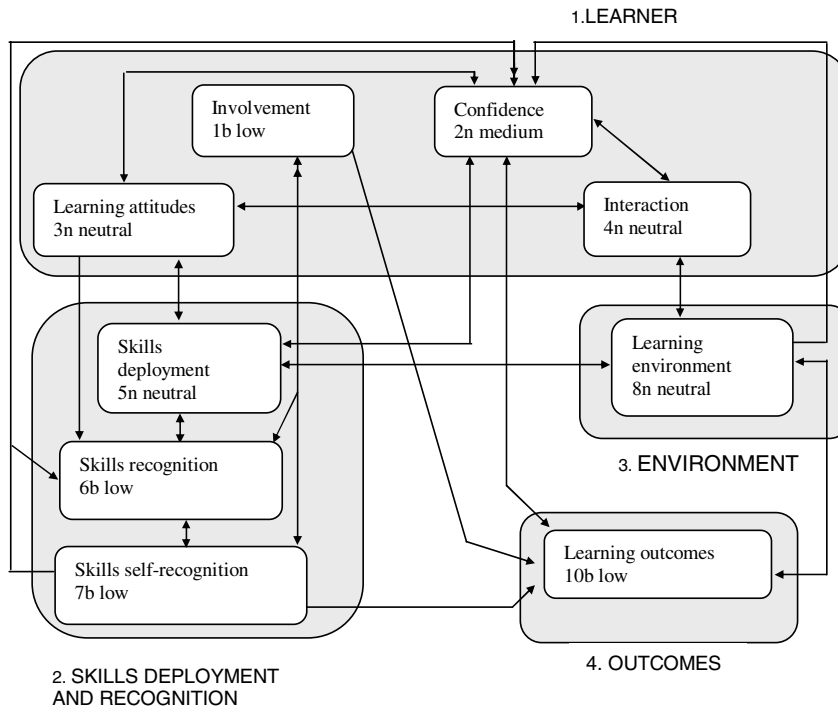 1.LEARNER
Involvement
1b low
Confidence
2n medium
Learning attitudes
3n neutral
Interaction
4n neutral
Skills
deployment
5n neutral
Learning
environment
8n neutral
Skills recognition
6b low
3. ENVIRONMENT
Skills self-recognition
7b low
Learning outcomes
10b low
2. SKILLS DEPLOYMENT
AND RECOGNITION
4. OUTCOMES